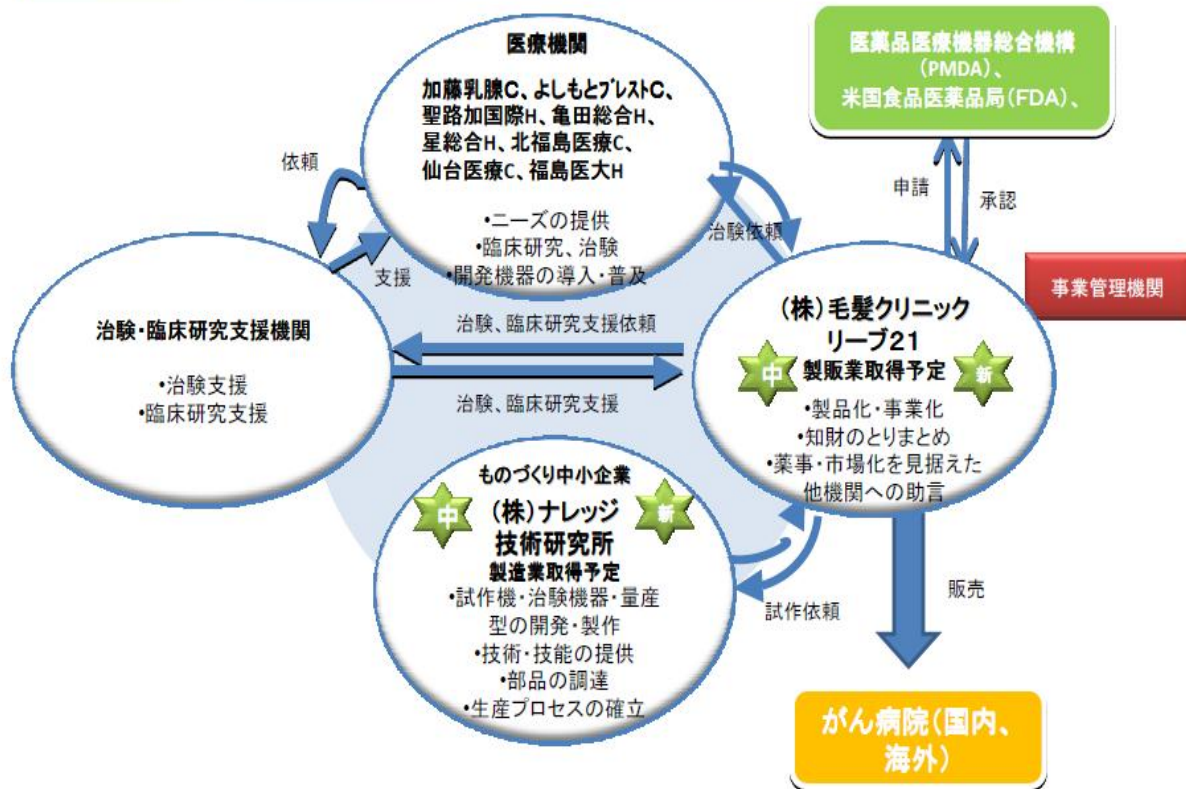 医療機関
加藤乳腺C、よしもとブレストC、
聖路加国際H、亀田総合H、
星総合H、北福島医療C、
仙台医療C、福島医大H
•ニーズの提供
•臨床研究、治験
•開発機器の導入・普及
医薬品医療機器総合機構
(PMDA)、
米国食品医薬品局(FDA)、
依頼
支援
治験依頼
申請
承認
事業管理機関
治験・臨床研究支援機関
•治験支援
•臨床研究支援
治験、臨床研究支援依頼
治験、臨床研究支援
(株)毛髪クリニック
リーブ21
中
製販業取得予定
新
•製品化・事業化
•知財のとりまとめ
•薬事・市場化を見据えた
他機関への助言
ものづくり中小企業
中
(株)ナレッジ
新
技術研究所
製造業取得予定
•試作機・治験機器・量産
型の開発・製作
•技術・技能の提供
•部品の調達
•生産プロセスの確立
試作依頼
販売
がん病院(国内、
海外)